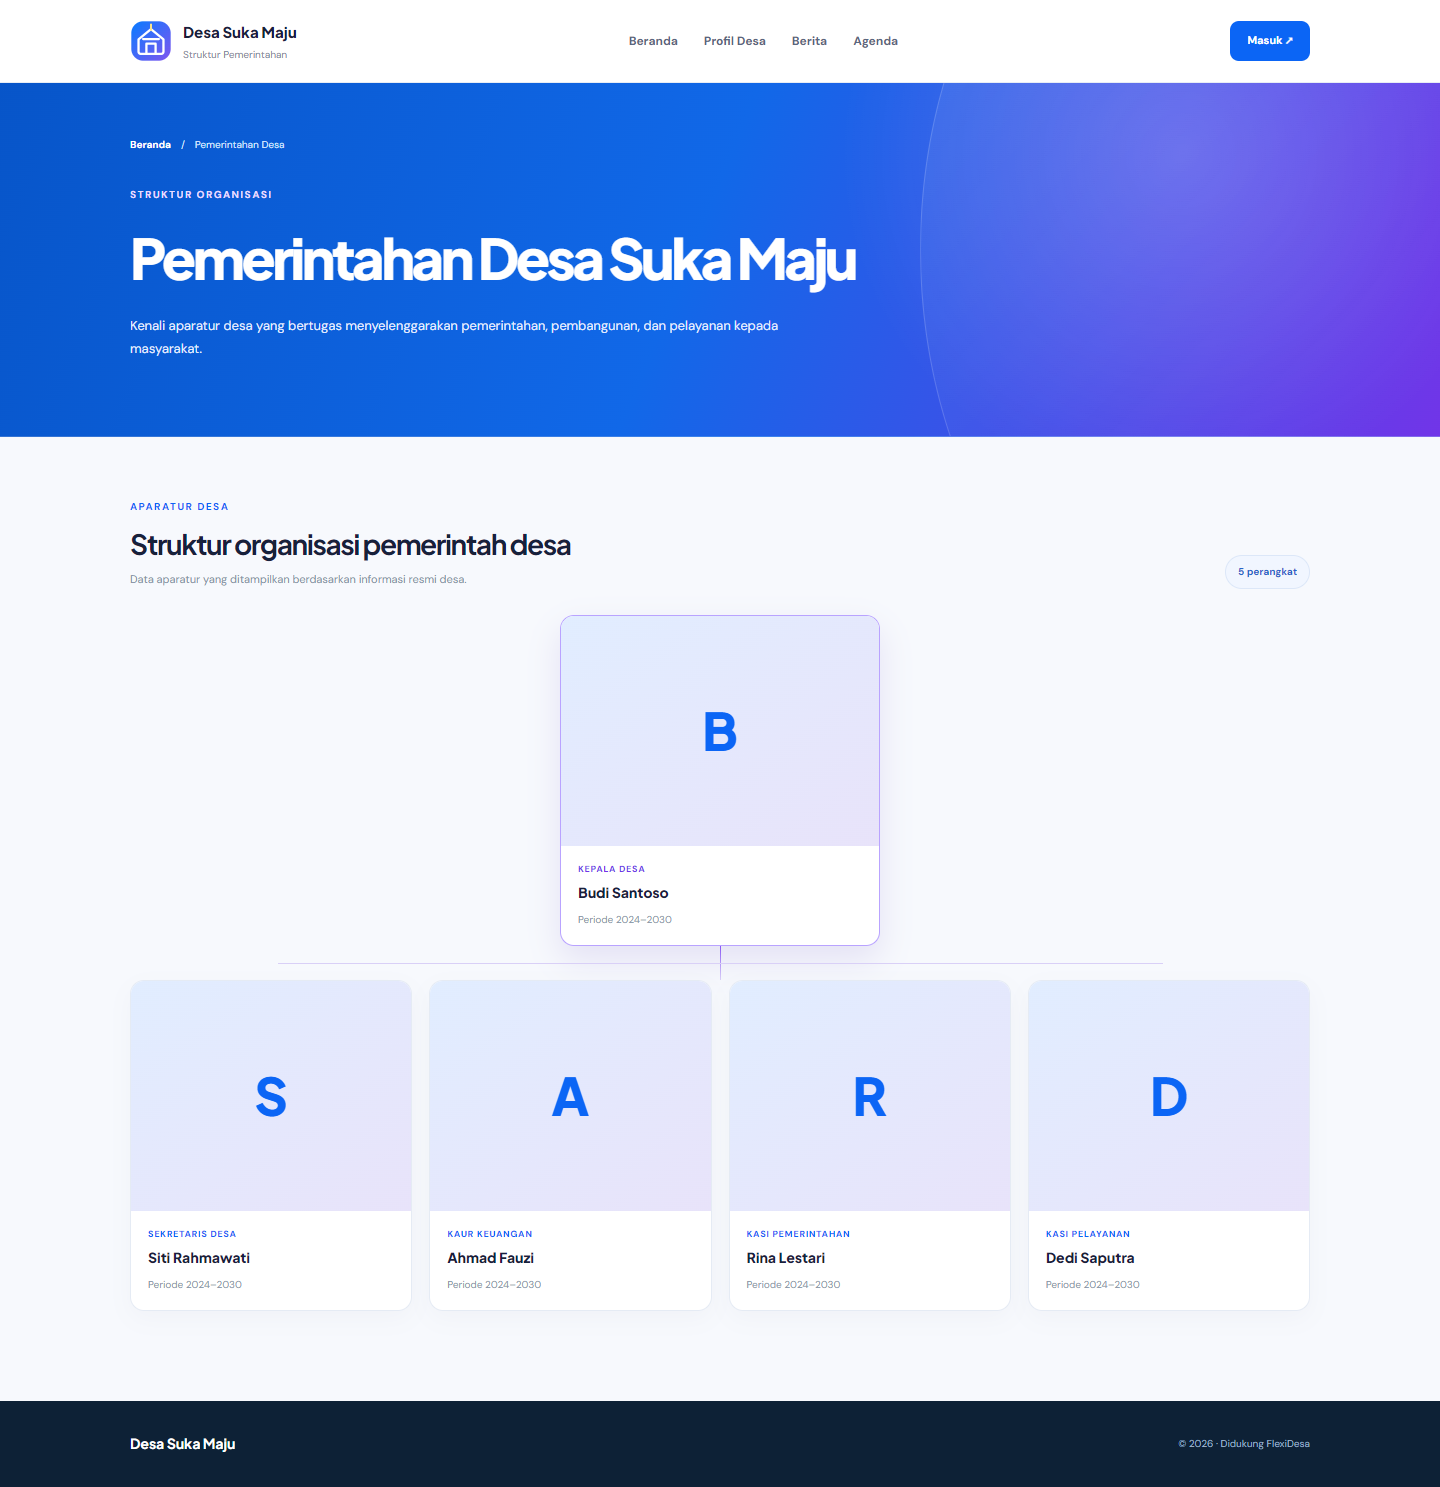 Desa Suka Maju
Struktur Pemerintahan
Beranda
Profil Desa
Berita
Agenda
Masuk ↗
Beranda / Pemerintahan Desa
STRUKTUR ORGANISASI
Pemerintahan Desa Suka Maju
Kenali aparatur desa yang bertugas menyelenggarakan pemerintahan, pembangunan, dan pelayanan kepada
masyarakat.
APARATUR DESA
Struktur organisasi pemerintah desa
Data aparatur yang ditampilkan berdasarkan informasi resmi desa.
5 perangkat
B
KEPALA DESA
Budi Santoso
Periode 2024–2030
S
SEKRETARIS DESA
Siti Rahmawati
Periode 2024–2030
A
KAUR KEUANGAN
Ahmad Fauzi
Periode 2024–2030
R
KASI PEMERINTAHAN
Rina Lestari
Periode 2024–2030
D
KASI PELAYANAN
Dedi Saputra
Periode 2024–2030
Desa Suka Maju
© 2026 · Didukung FlexiDesa